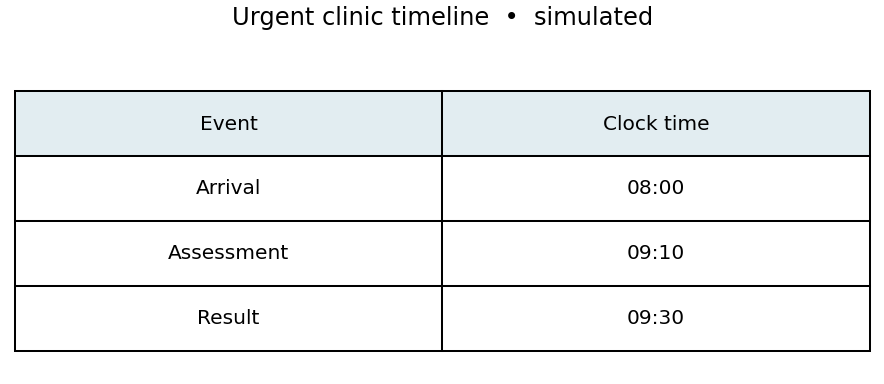 Urgent clinic timeline • simulated
Event Clock time
Arrival 08:00
Assessment 09:10
Result 09:30